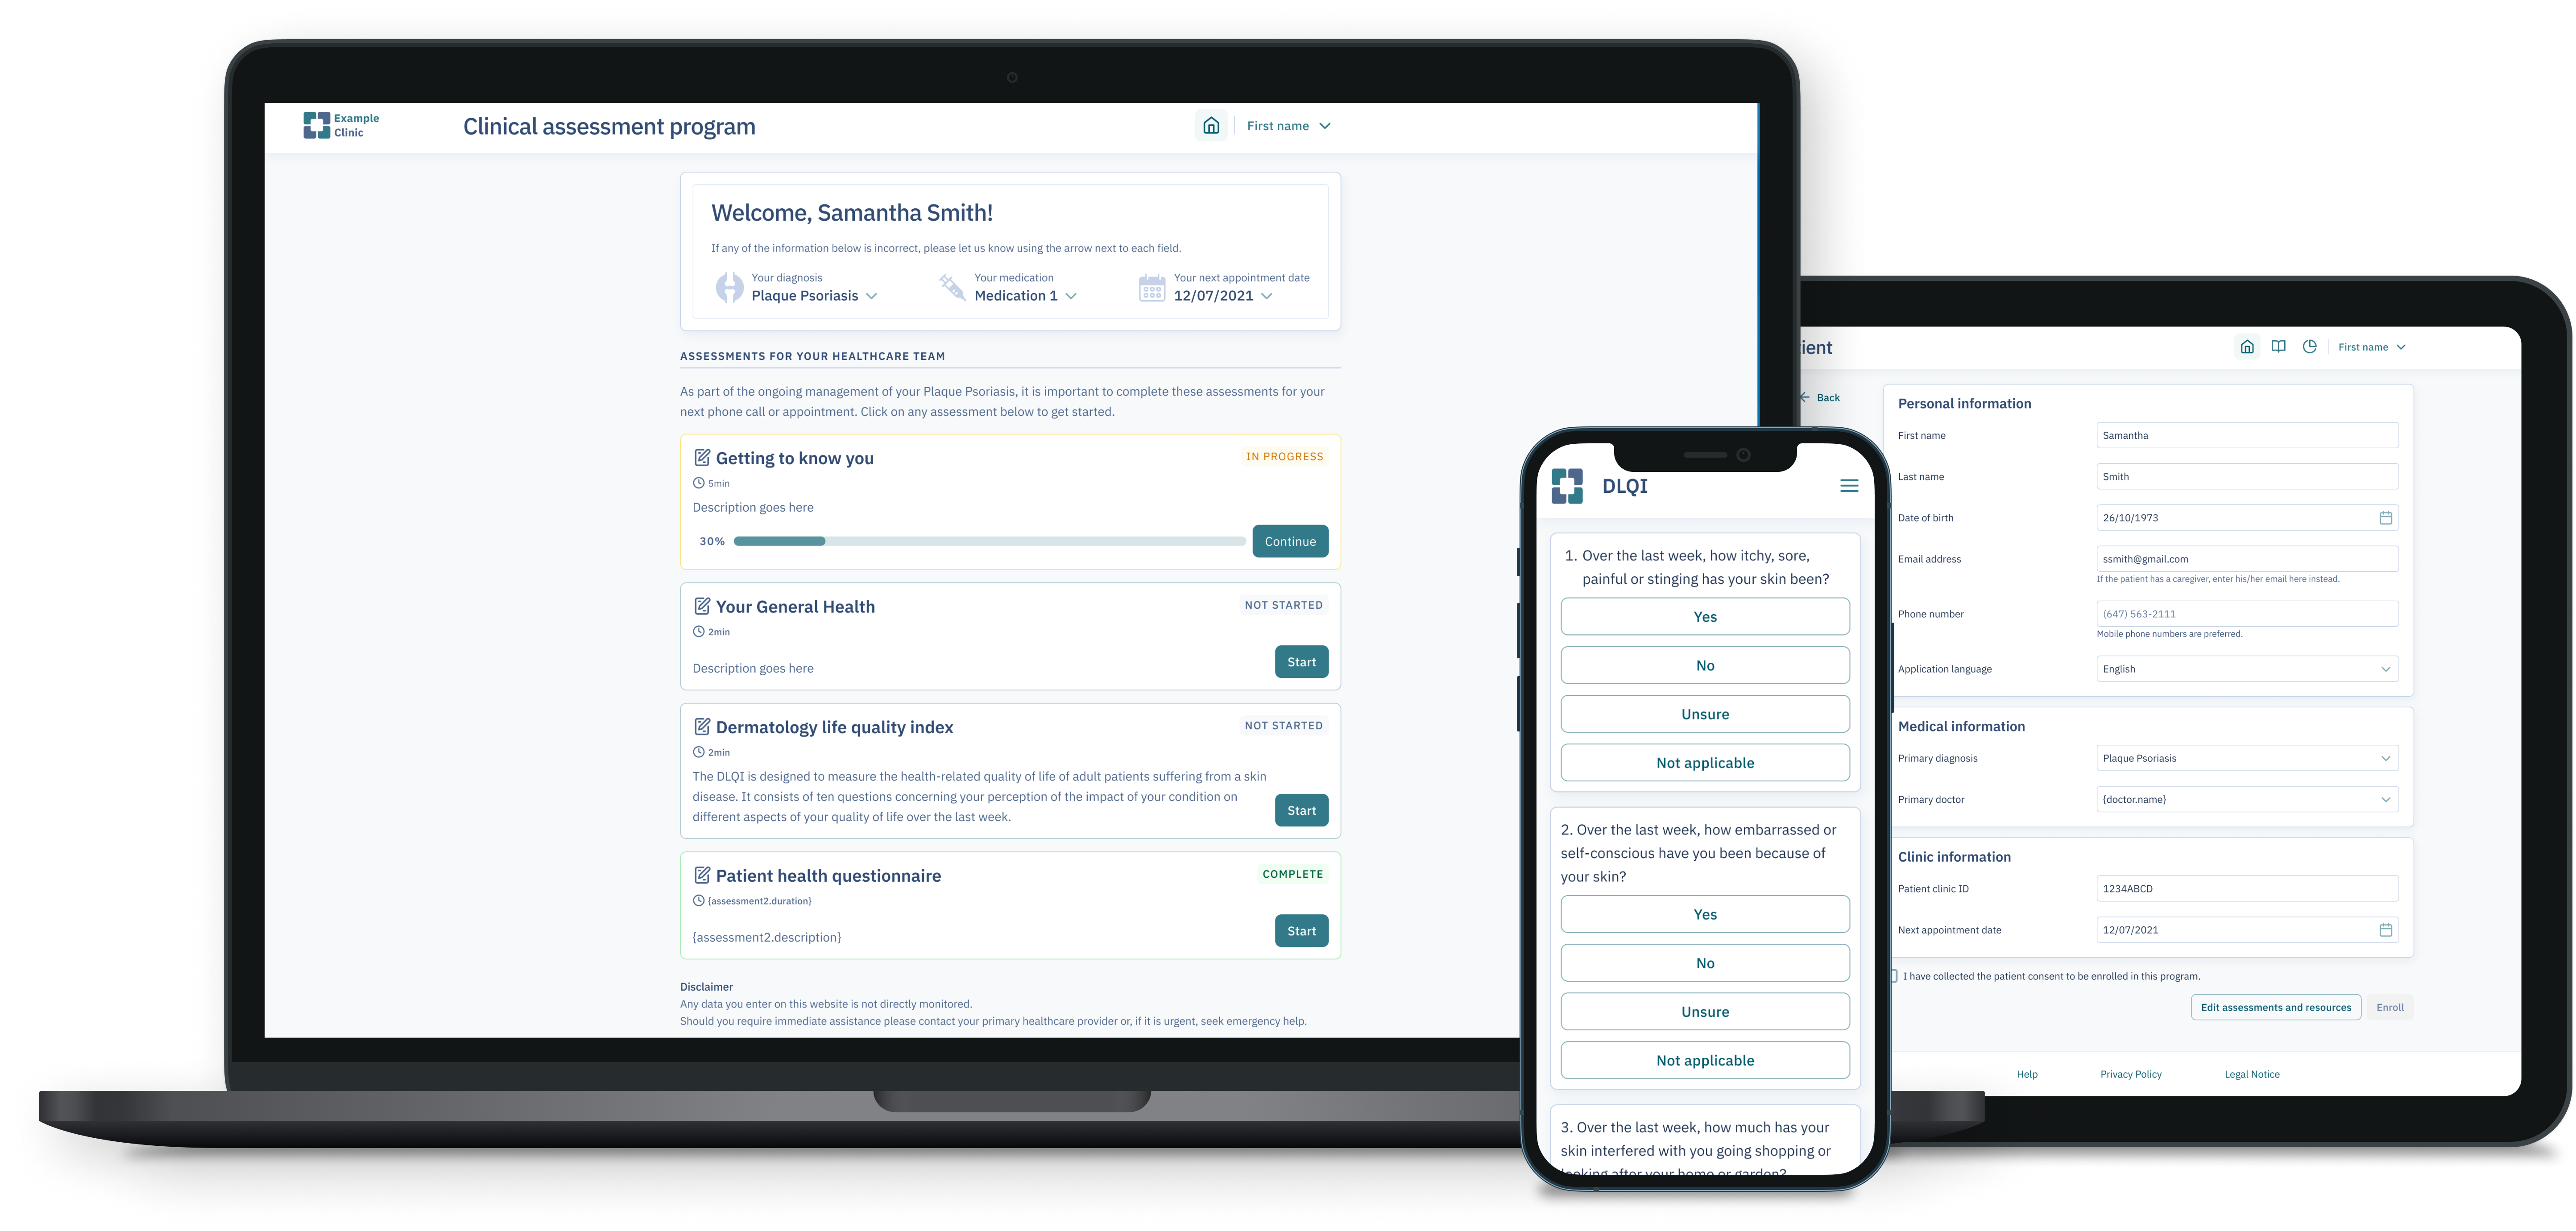 Example
Clinic
Clinical assessment program
First name
Welcome, Samantha Smith!
If any of the information below is incorrect, please let us know using the arrow next to each field.
Your diagnosis
Plaque Psoriasis
Your medication
Medication 1
Your next appointment date
12/07/2021
ASSESSMENTS FOR YOUR HEALTHCARE TEAM
As part of the ongoing management of your Plaque Psoriasis, it is important to complete these assessments for your
next phone call or appointment. Click on any assessment below to get started.
Getting to know you
IN PROGRESS
5min
Description goes here
30%
Continue
Your General Health
NOT STARTED
2min
Description goes here
Start
Dermatology life quality index
NOT STARTED
2min
The DLQI is designed to measure the health-related quality of life of adult patients suffering from a skin
disease. It consists of ten questions concerning your perception of the impact of your condition on
different aspects of your quality of life over the last week.
Start
Patient health questionnaire
COMPLETE
{assessment2.duration}
{assessment2.description}
Start
Disclaimer
Any data you enter on this website is not directly monitored.
Should you require immediate assistance please contact your primary healthcare provider or, if it is urgent, seek emergency help.
DLQI
1. Over the last week, how itchy, sore,
painful or stinging has your skin been?
Yes
No
Unsure
Not applicable
2. Over the last week, how embarrassed or
self-conscious have you been because of
your skin?
Yes
No
Unsure
Not applicable
3. Over the last week, how much has your
skin interfered with you going shopping or
looking after your home or garden?
ient
First name
Back
Personal information
First name
Samantha
Last name
Smith
Date of birth
26/10/1973
Email address
ssmith@gmail.com
If the patient has a caregiver, enter his/her email here instead.
Phone number
(647) 563-2111
Mobile phone numbers are preferred.
Application language
English
Medical information
Primary diagnosis
Plaque Psoriasis
Primary doctor
{doctor.name}
Clinic information
Patient clinic ID
1234ABCD
Next appointment date
12/07/2021
I have collected the patient consent to be enrolled in this program.
Edit assessments and resources
Enroll
Help
Privacy Policy
Legal Notice